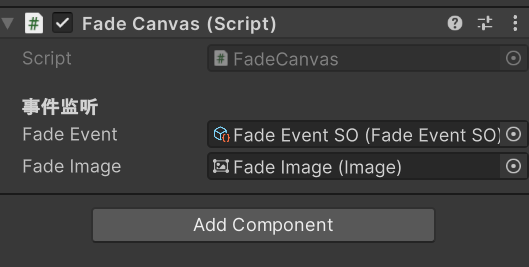 # Fade Canvas (Script)
Script # FadeCanvas
事件监听
Fade Event Fade Event SO (Fade Event SO)
Fade Image Fade Image (Image)
Add Component